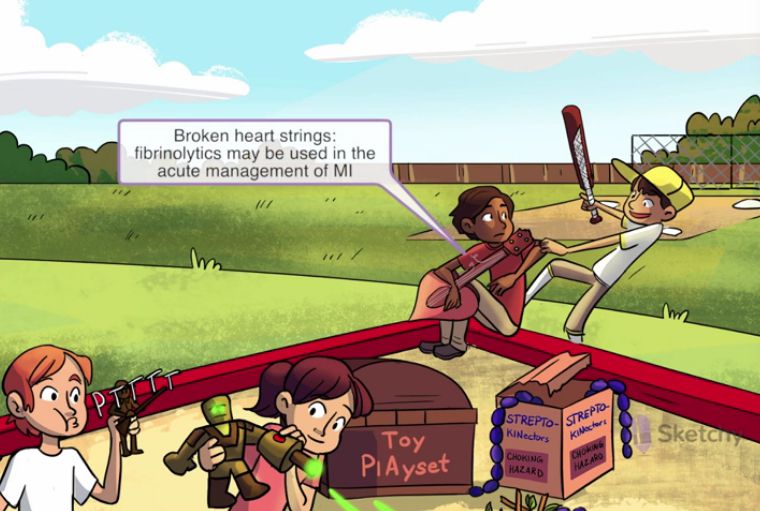 Broken heart strings:
fibrinolytics may be used in the
acute management of MI
PTTTT
Toy
PlAyset
STREPTO-
KINectors
CHOKING
HAZARD
STREPTO-
KINectors
CHOKING
HAZARD
Sketchy